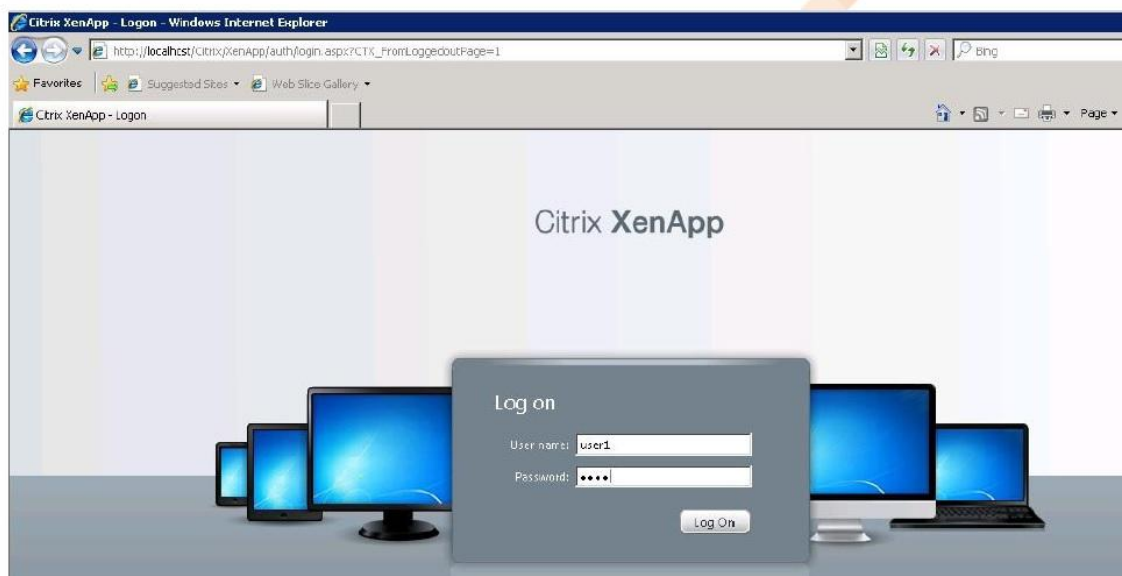 Citrix XenApp - Logon - Windows Internet Explorer
http://localhost/Citrix/XenApp/auth/login.aspx?CTX_FromLoggedoutPage=1
Bing
Favorites Suggested Sites Web Slice Gallery
Citrix XenApp - Logon Page
Citrix XenApp
Log on
User name: user1
Password: ••••
Log On